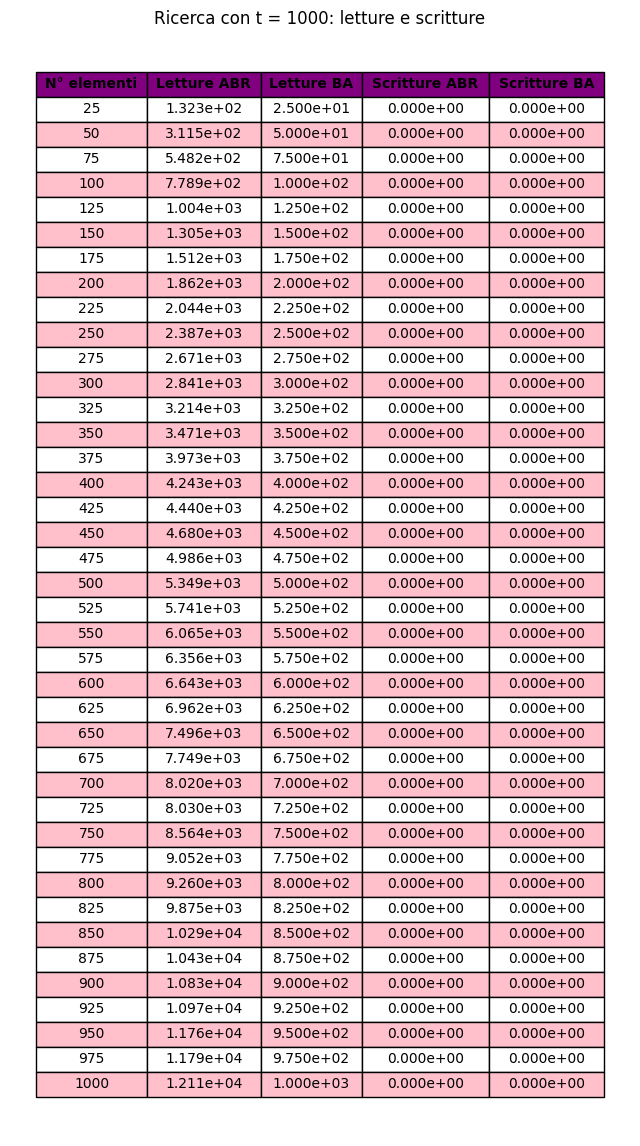 Ricerca con t = 1000: letture e scritture
N° elementi Letture ABR Letture BA Scritture ABR Scritture BA
25 1.323e+02 2.500e+01 0.000e+00 0.000e+00
50 3.115e+02 5.000e+01 0.000e+00 0.000e+00
75 5.482e+02 7.500e+01 0.000e+00 0.000e+00
100 7.789e+02 1.000e+02 0.000e+00 0.000e+00
125 1.004e+03 1.250e+02 0.000e+00 0.000e+00
150 1.305e+03 1.500e+02 0.000e+00 0.000e+00
175 1.512e+03 1.750e+02 0.000e+00 0.000e+00
200 1.862e+03 2.000e+02 0.000e+00 0.000e+00
225 2.044e+03 2.250e+02 0.000e+00 0.000e+00
250 2.387e+03 2.500e+02 0.000e+00 0.000e+00
275 2.671e+03 2.750e+02 0.000e+00 0.000e+00
300 2.841e+03 3.000e+02 0.000e+00 0.000e+00
325 3.214e+03 3.250e+02 0.000e+00 0.000e+00
350 3.471e+03 3.500e+02 0.000e+00 0.000e+00
375 3.973e+03 3.750e+02 0.000e+00 0.000e+00
400 4.243e+03 4.000e+02 0.000e+00 0.000e+00
425 4.440e+03 4.250e+02 0.000e+00 0.000e+00
450 4.680e+03 4.500e+02 0.000e+00 0.000e+00
475 4.986e+03 4.750e+02 0.000e+00 0.000e+00
500 5.349e+03 5.000e+02 0.000e+00 0.000e+00
525 5.741e+03 5.250e+02 0.000e+00 0.000e+00
550 6.065e+03 5.500e+02 0.000e+00 0.000e+00
575 6.356e+03 5.750e+02 0.000e+00 0.000e+00
600 6.643e+03 6.000e+02 0.000e+00 0.000e+00
625 6.962e+03 6.250e+02 0.000e+00 0.000e+00
650 7.496e+03 6.500e+02 0.000e+00 0.000e+00
675 7.749e+03 6.750e+02 0.000e+00 0.000e+00
700 8.020e+03 7.000e+02 0.000e+00 0.000e+00
725 8.030e+03 7.250e+02 0.000e+00 0.000e+00
750 8.564e+03 7.500e+02 0.000e+00 0.000e+00
775 9.052e+03 7.750e+02 0.000e+00 0.000e+00
800 9.260e+03 8.000e+02 0.000e+00 0.000e+00
825 9.875e+03 8.250e+02 0.000e+00 0.000e+00
850 1.029e+04 8.500e+02 0.000e+00 0.000e+00
875 1.043e+04 8.750e+02 0.000e+00 0.000e+00
900 1.083e+04 9.000e+02 0.000e+00 0.000e+00
925 1.097e+04 9.250e+02 0.000e+00 0.000e+00
950 1.176e+04 9.500e+02 0.000e+00 0.000e+00
975 1.179e+04 9.750e+02 0.000e+00 0.000e+00
1000 1.211e+04 1.000e+03 0.000e+00 0.000e+00